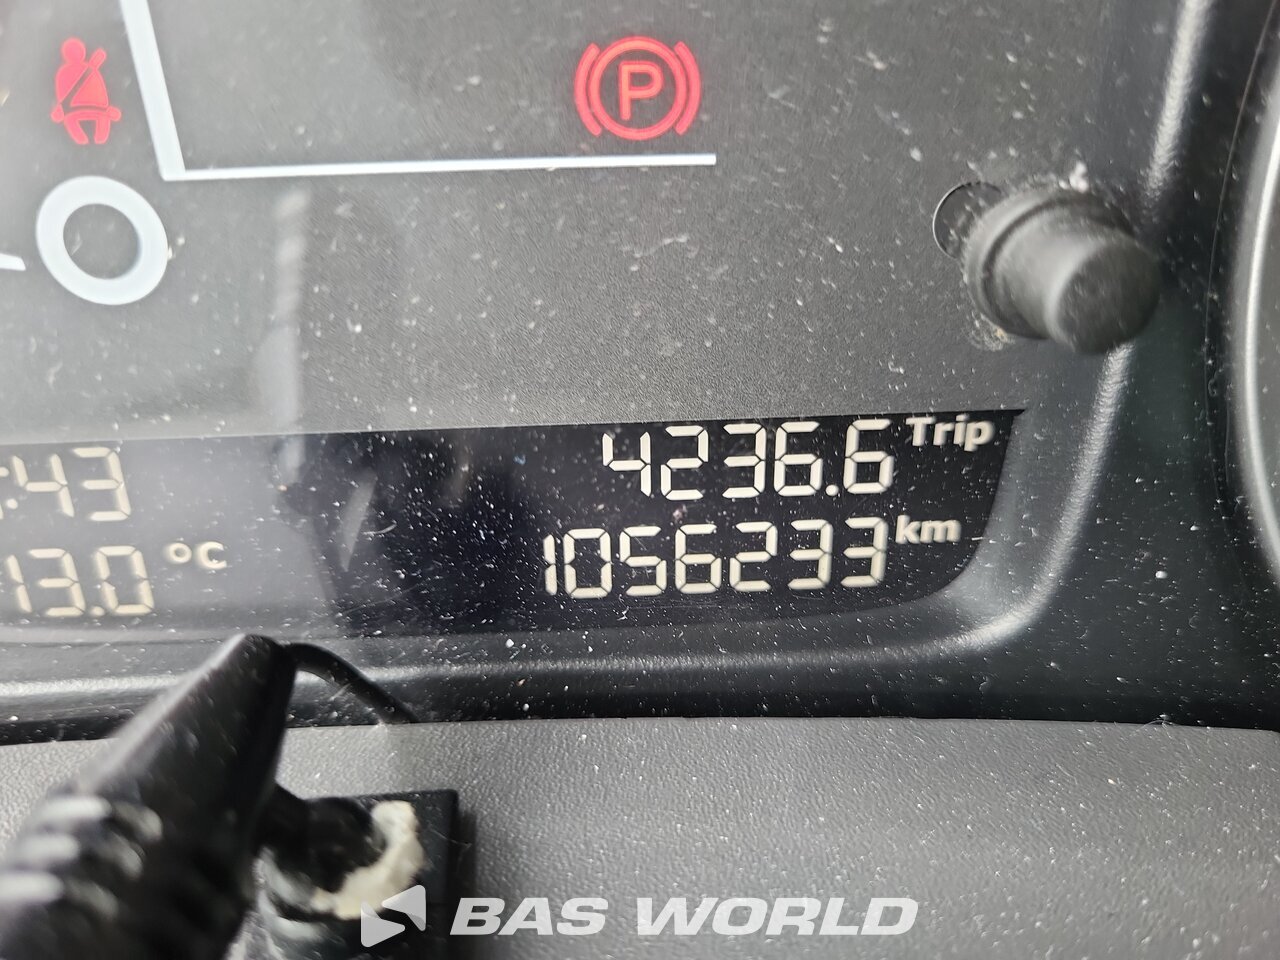 P
4236.6 Trip
:43
1056233 km
13.0 °C
BAS WORLD